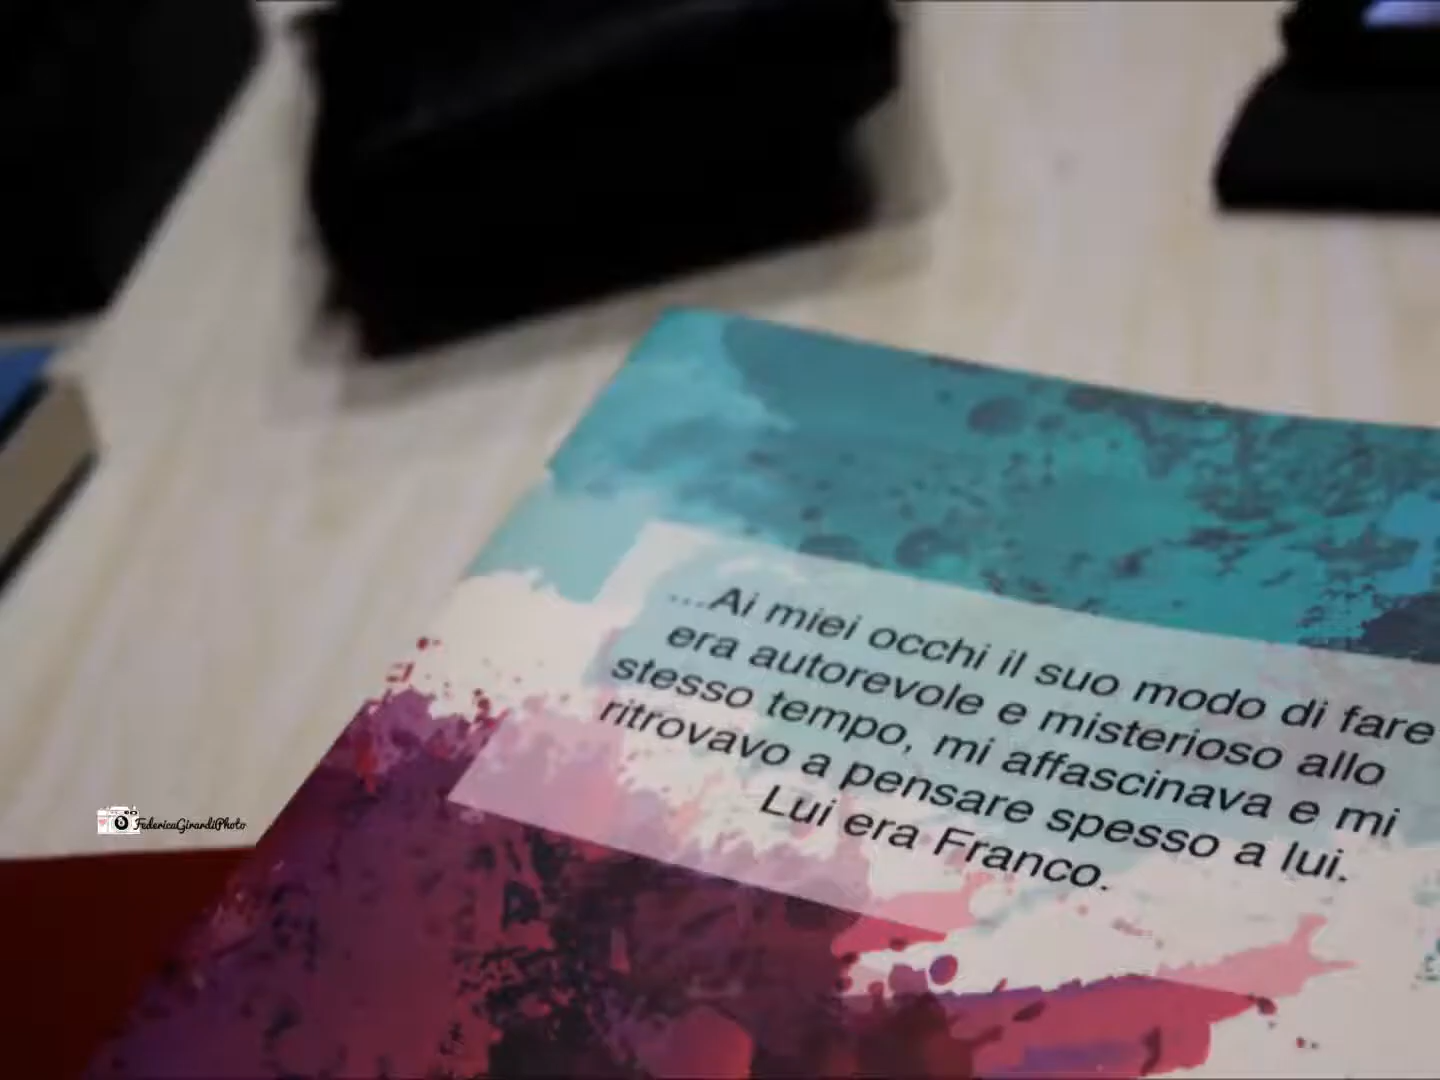 ...Ai miei occhi il suo modo di fare
era autorevole e misterioso allo
stesso tempo, mi affascinava e mi
ritrovavo a pensare spesso a lui.
Lui era Franco.
FedericaGirardiPhoto